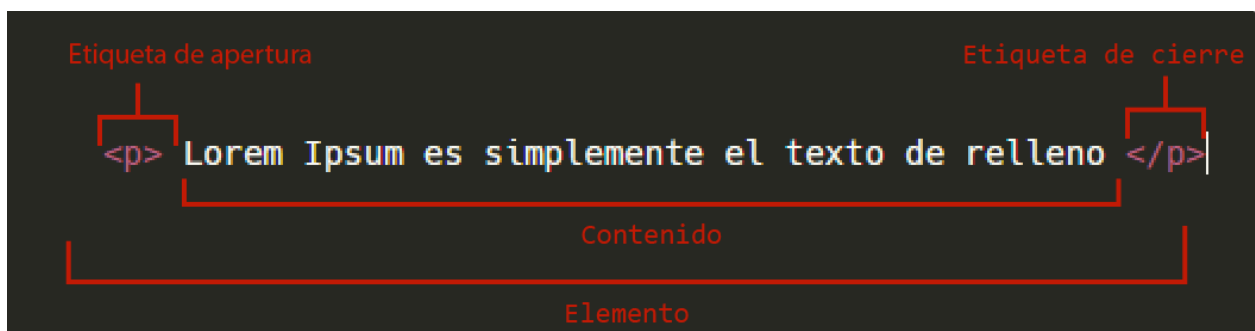 Etiqueta de apertura
Etiqueta de cierre
<p> Lorem Ipsum es simplemente el texto de relleno </p>
Contenido
Elemento